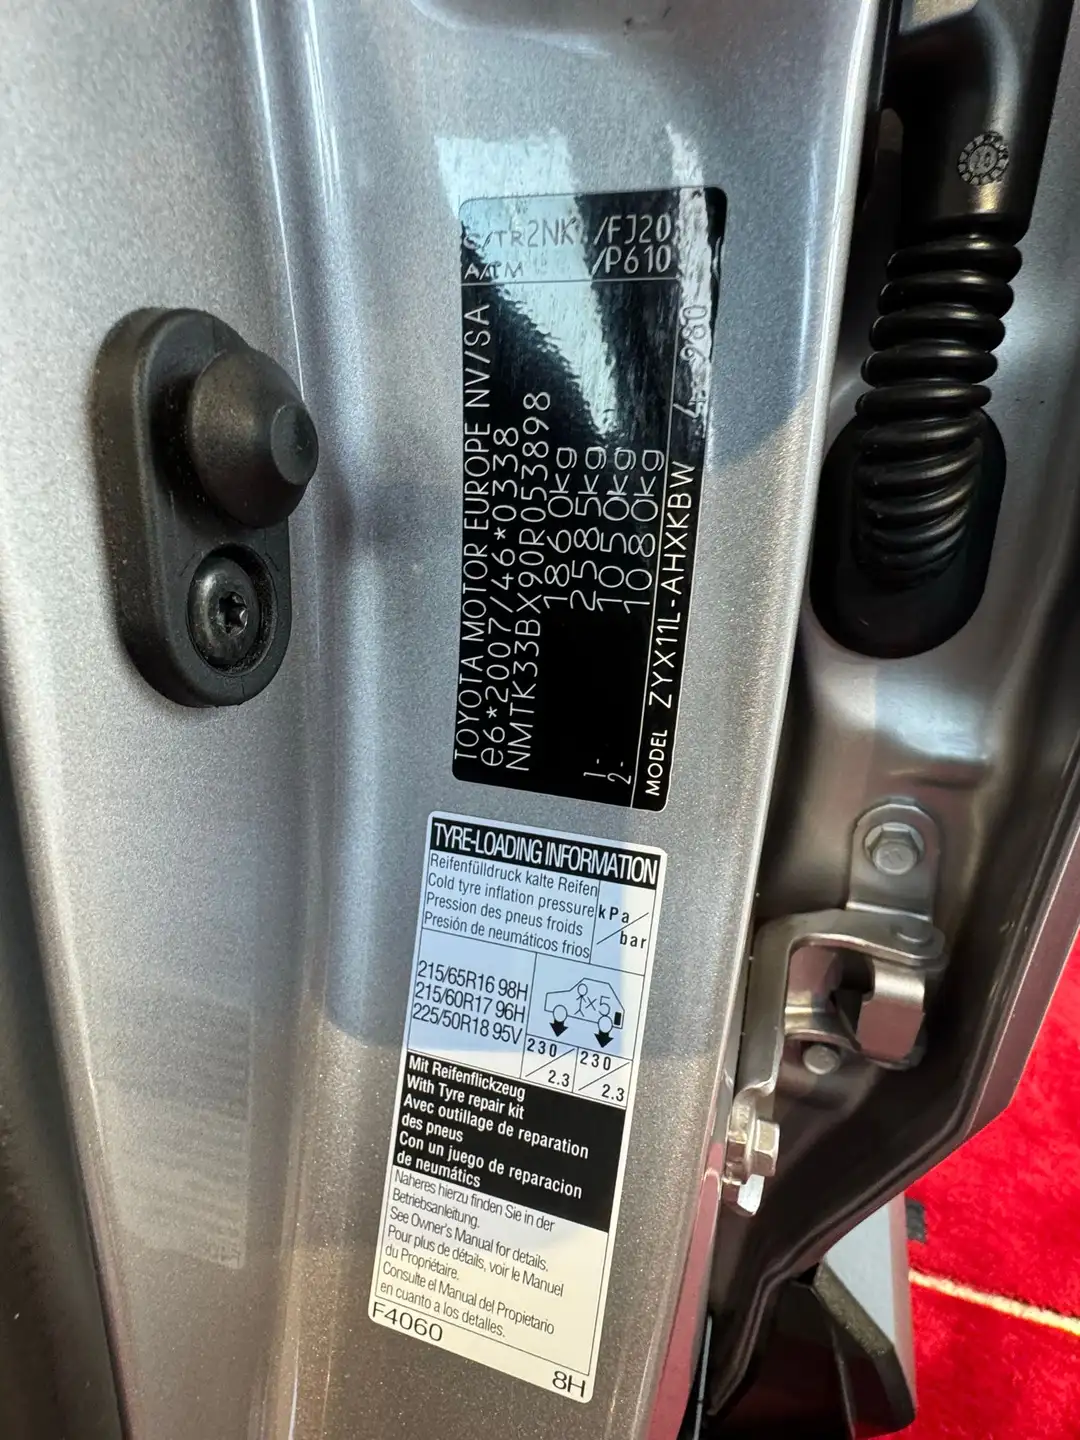 C/TR2NK /FJ20
A/TM /P610
TOYOTA MOTOR EUROPE NV/SA
e6*2007/46*0338
NMTK33BX90R053898
1860kg
2585kg
1: 1050kg
2: 1080kg
MODEL ZYX11L-AHXKBW
TYRE-LOADING INFORMATION
Reifenfülldruck kalte Reifen
Cold tyre inflation pressure
Pression des pneus froids
Presión de neumáticos frios
kPa/
/bar
215/65R16 98H
215/60R17 96H
225/50R18 95V
x5
230/2.3
230/2.3
Mit Reifenflickzeug
With Tyre repair kit
Avec outillage de reparation
des pneus
Con un juego de reparacion
de neumátics
Naheres hierzu finden Sie in der
Betriebsanleitung.
See Owner's Manual for details.
Pour plus de détails, voir le Manuel
du Propriétaire.
Consulte el Manual del Propietario
en cuanto a los detalles.
F4060
8H